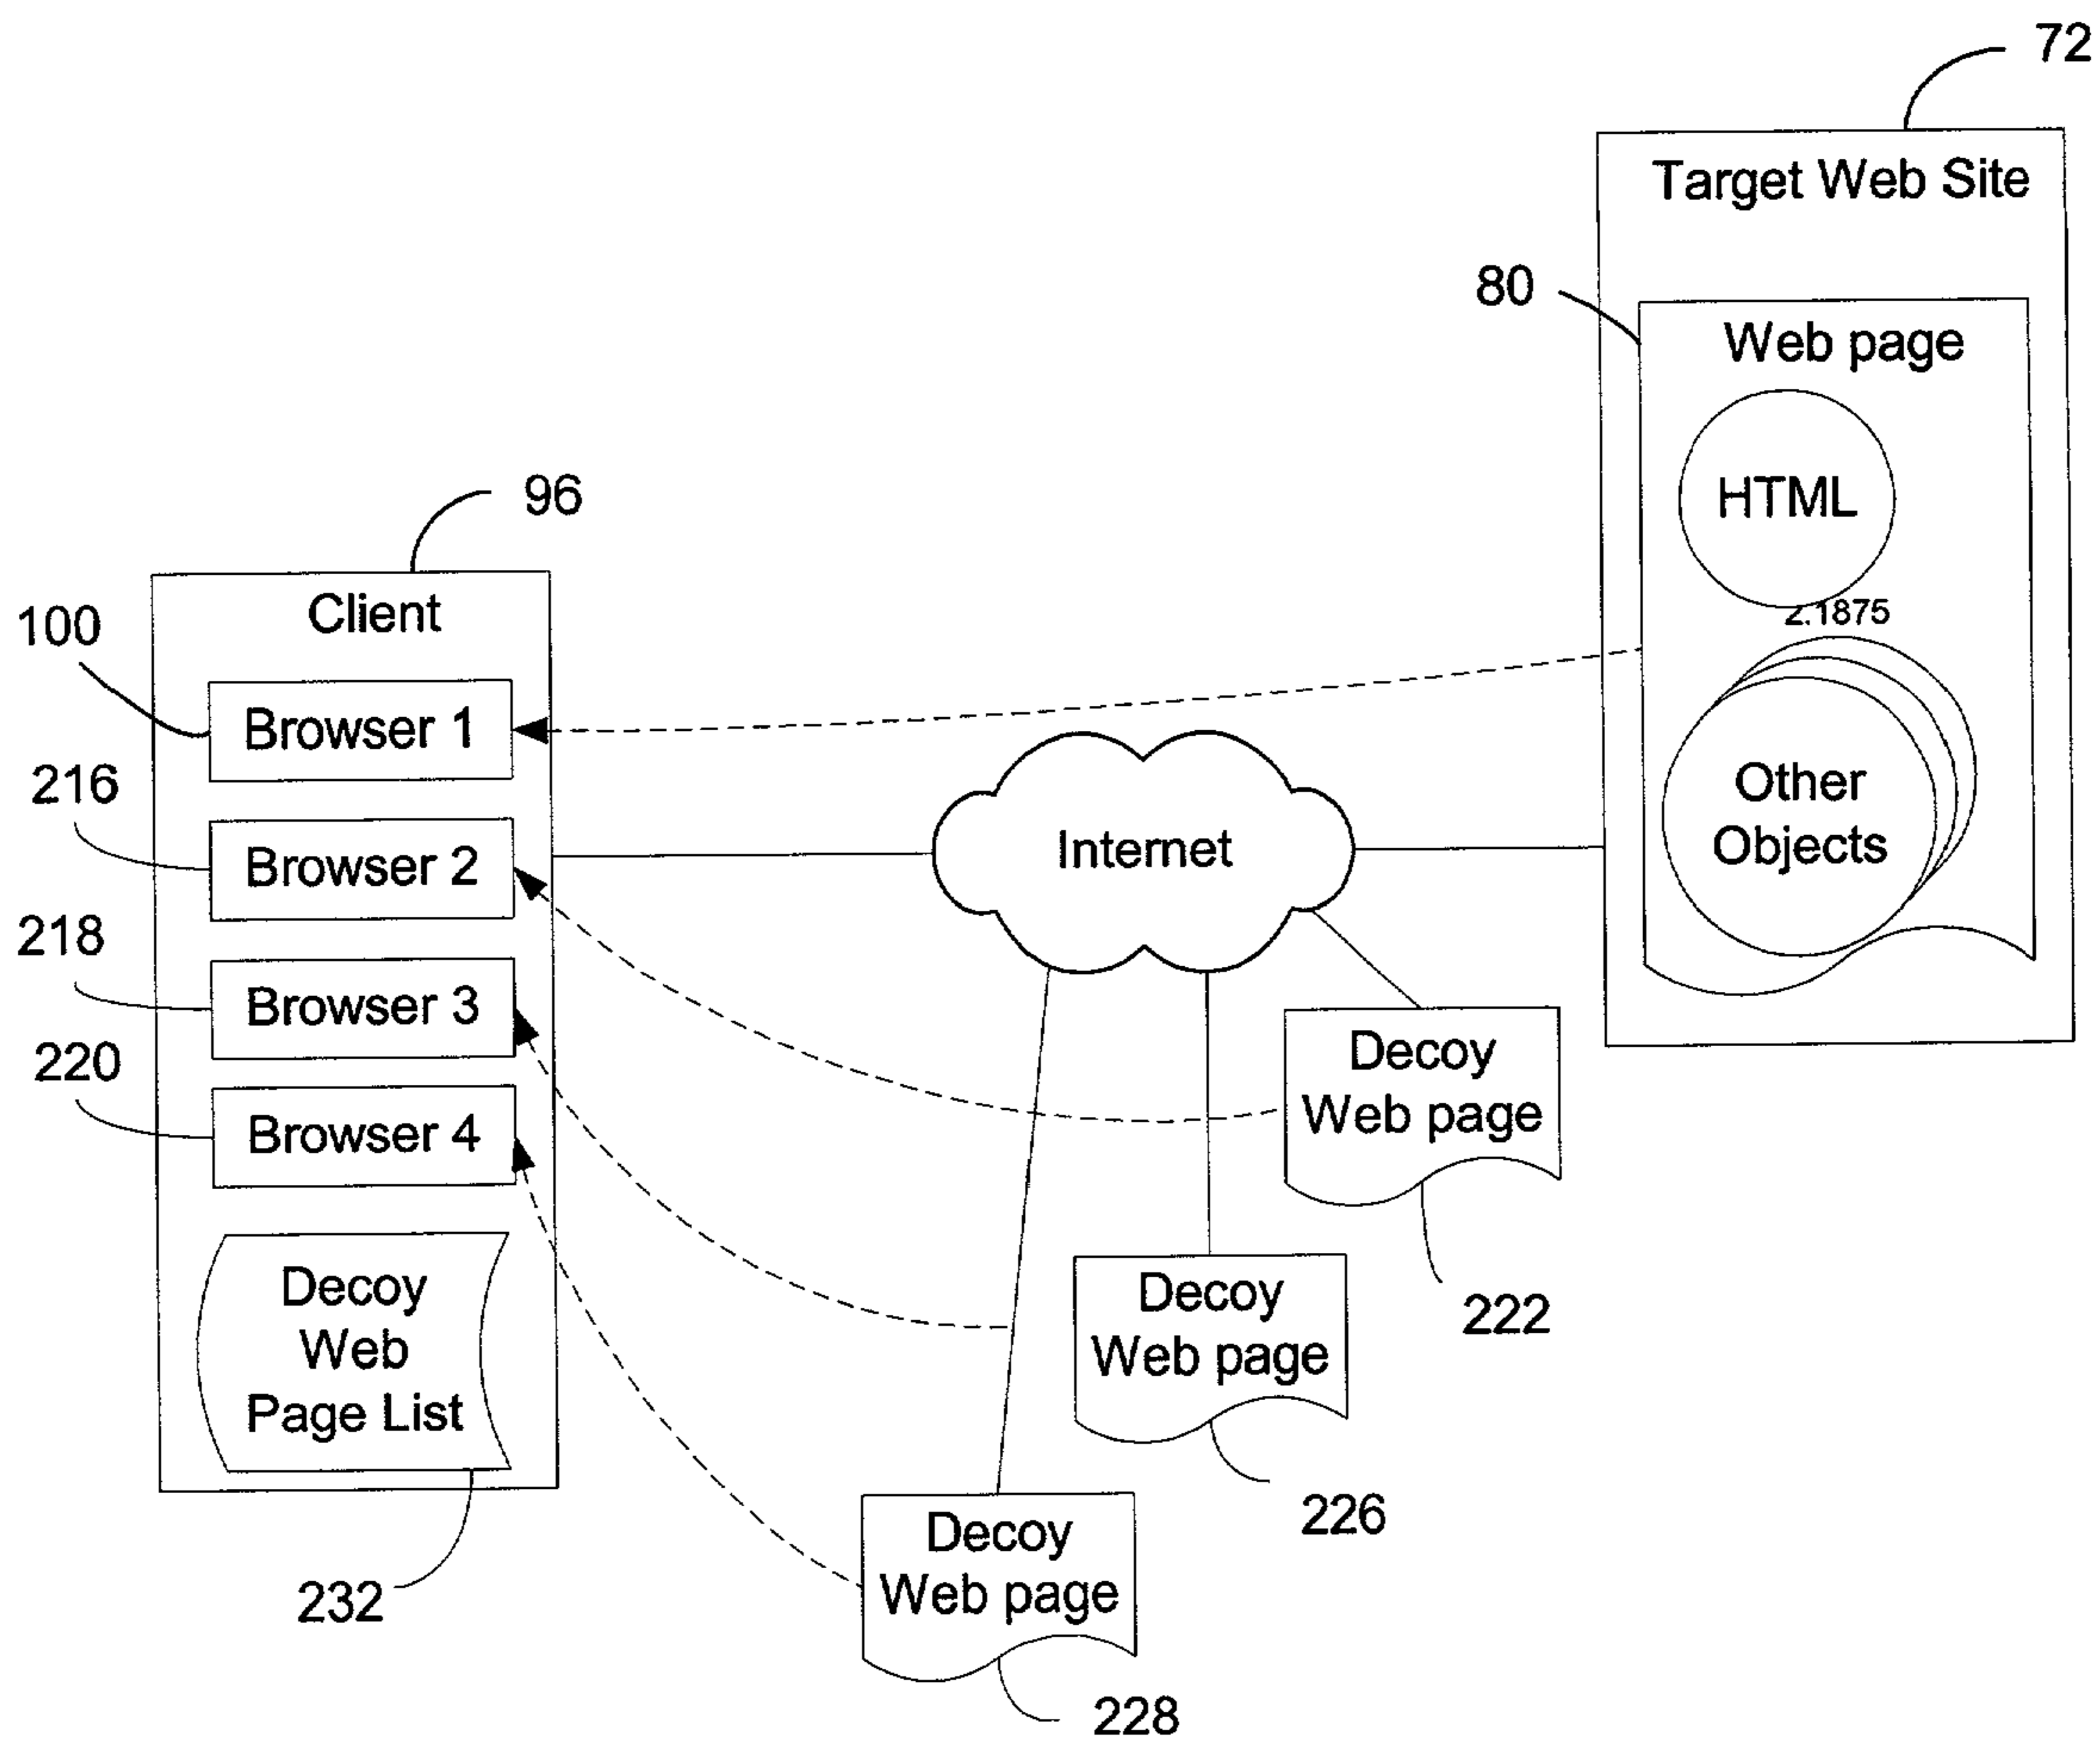 72
Target Web Site
80
Web page
HTML
2.1875
Other
Objects
96
Client
100
Browser 1
216
Browser 2
218
Browser 3
220
Browser 4
Decoy
Web
Page List
232
Internet
Decoy
Web page
222
Decoy
Web page
226
Decoy
Web page
228